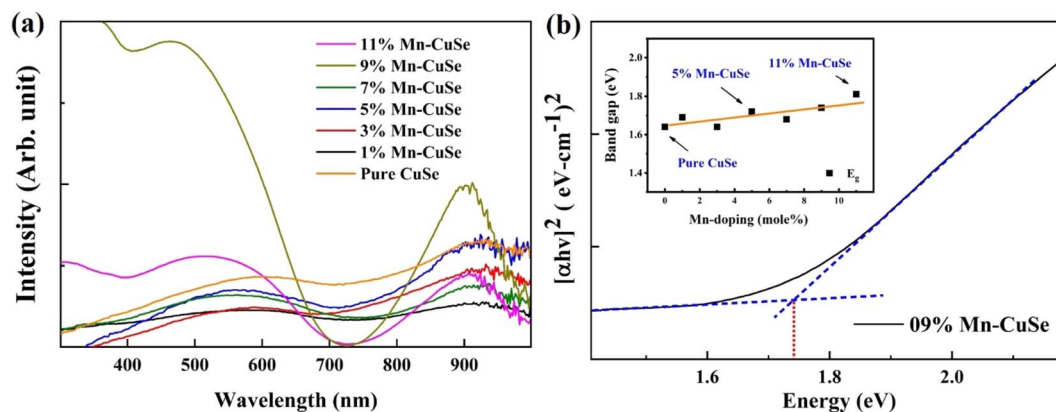 (a)
11% Mn-CuSe
9% Mn-CuSe
7% Mn-CuSe
5% Mn-CuSe
3% Mn-CuSe
1% Mn-CuSe
Pure CuSe
Intensity (Arb. unit)
400 500 600 700 800 900
Wavelength (nm)
(b)
[αhv]² ( eV-cm⁻¹)²
2.0
1.8
1.6
1.4
Band gap (eV)
5% Mn-CuSe
11% Mn-CuSe
Pure CuSe
Eg
0 2 4 6 8 10
Mn-doping (mole%)
09% Mn-CuSe
1.6 1.8 2.0
Energy (eV)